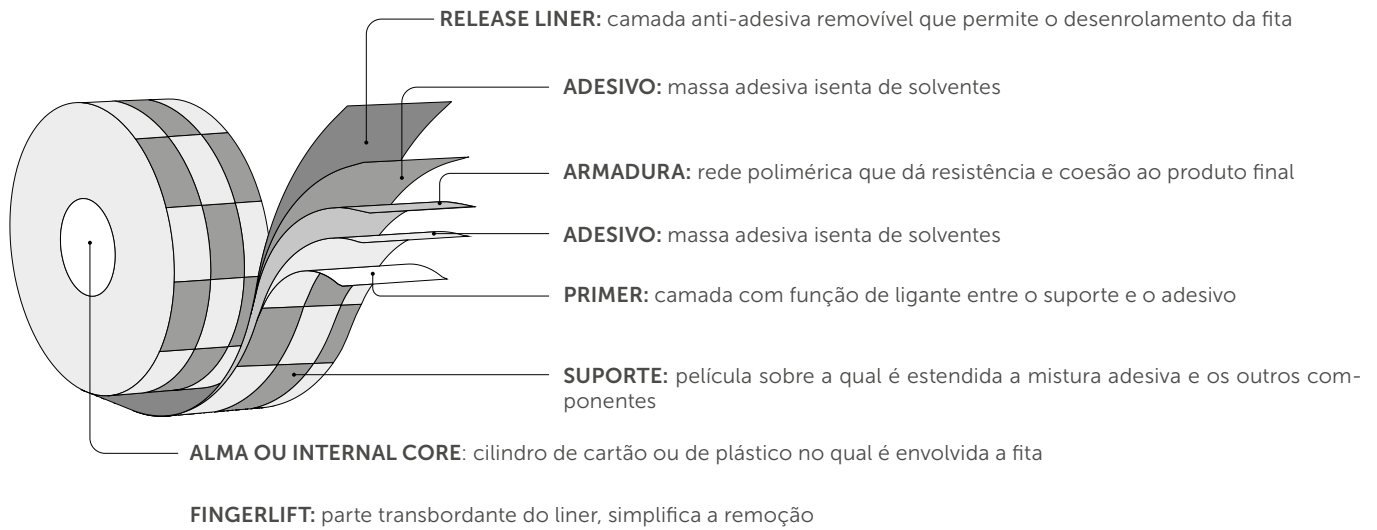 RELEASE LINER: camada anti-adesiva removível que permite o desenrolamento da fita
ADESIVO: massa adesiva isenta de solventes
ARMADURA: rede polimérica que dá resistência e coesão ao produto final
ADESIVO: massa adesiva isenta de solventes
PRIMER: camada com função de ligante entre o suporte e o adesivo
SUPORTE: película sobre a qual é estendida a mistura adesiva e os outros com-
ponentes
ALMA OU INTERNAL CORE: cilindro de cartão ou de plástico no qual é envolvida a fita
FINGERLIFT: parte transbordante do liner, simplifica a remoção